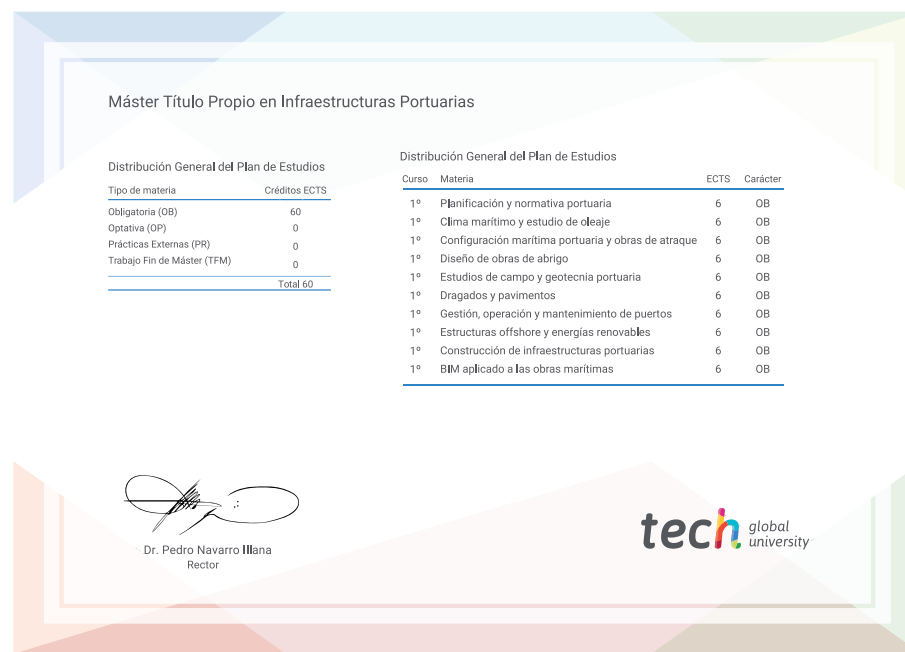 Máster Título Propio en Infraestructuras Portuarias
Distribución General del Plan de Estudios
Tipo de materia Créditos ECTS
Obligatoria (OB) 60
Optativa (OP) 0
Prácticas Externas (PR) 0
Trabajo Fin de Máster (TFM) 0
Total 60
Distribución General del Plan de Estudios
Curso Materia ECTS Carácter
1º Planificación y normativa portuaria 6 OB
1º Clima marítimo y estudio de oleaje 6 OB
1º Configuración marítima portuaria y obras de atraque 6 OB
1º Diseño de obras de abrigo 6 OB
1º Estudios de campo y geotecnia portuaria 6 OB
1º Dragados y pavimentos 6 OB
1º Gestión, operación y mantenimiento de puertos 6 OB
1º Estructuras offshore y energías renovables 6 OB
1º Construcción de infraestructuras portuarias 6 OB
1º BIM aplicado a las obras marítimas 6 OB
Dr. Pedro Navarro Illana
Rector
tech global
university